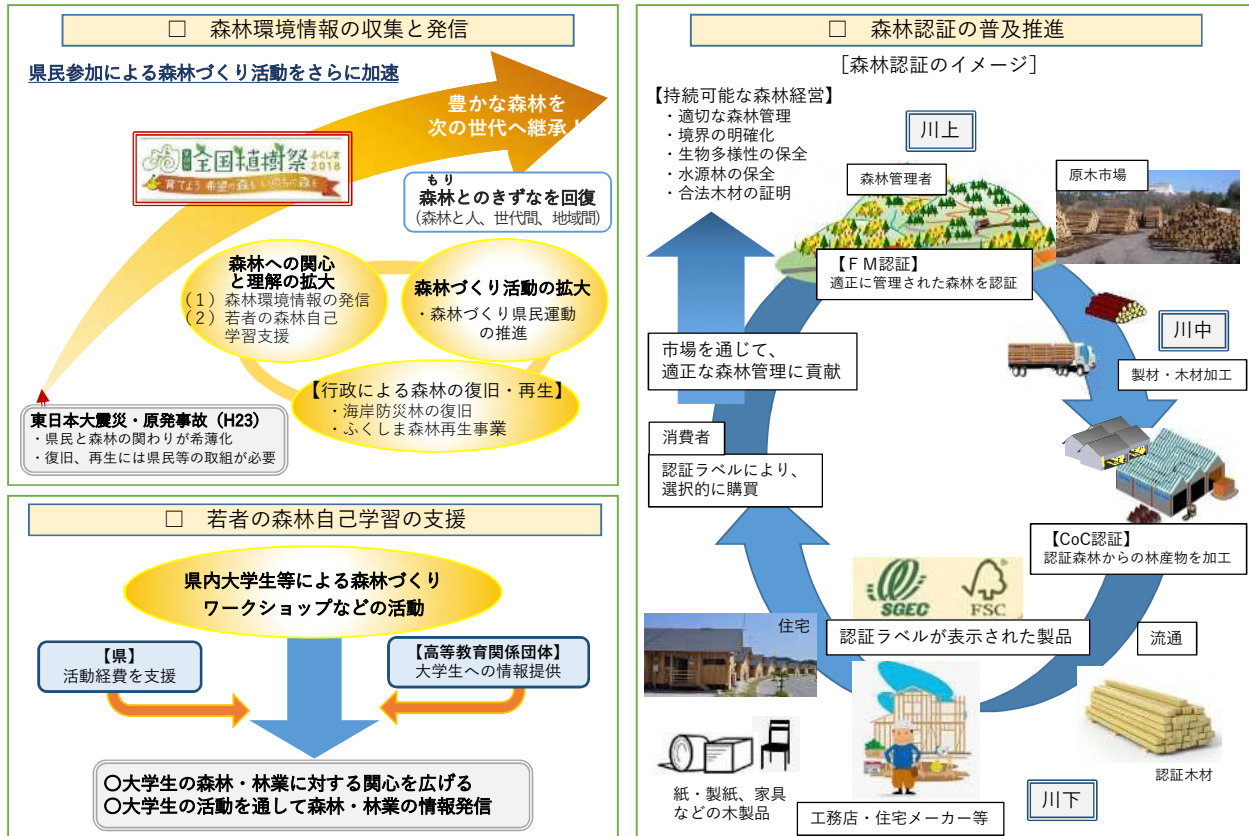 □ 森林環境情報の収集と発信
県民参加による森林づくり活動をさらに加速
豊かな森林を
次の世代へ継承！
全国植樹祭
ふくしま
2018
育てよう 希望の森を いのちの森を
もり
森林とのきずなを回復
（森林と人、世代間、地域間）
森林への関心
と理解の拡大
（１）森林環境情報の発信
（２）若者の森林自己
学習支援
森林づくり活動の拡大
・森林づくり県民運動
の推進
【行政による森林の復旧・再生】
・海岸防災林の復旧
・ふくしま森林再生事業
東日本大震災・原発事故（H23）
・県民と森林の関わりが希薄化
・復旧、再生には県民等の取組が必要
□ 若者の森林自己学習の支援
県内大学生等による森林づくり
ワークショップなどの活動
【県】
活動経費を支援
【高等教育関係団体】
大学生への情報提供
〇大学生の森林・林業に対する関心を広げる
〇大学生の活動を通して森林・林業の情報発信
□ 森林認証の普及推進
［森林認証のイメージ］
【持続可能な森林経営】
・適切な森林管理
・境界の明確化
・生物多様性の保全
・水源林の保全
・合法木材の証明
川上
森林管理者
原木市場
【ＦＭ認証】
適正に管理された森林を認証
川中
製材・木材加工
市場を通じて、
適正な森林管理に貢献
消費者
認証ラベルにより、
選択的に購買
【CoC認証】
認証森林からの林産物を加工
SGEC
FSC
認証ラベルが表示された製品
住宅
流通
認証木材
紙・製紙、家具
などの木製品
工務店・住宅メーカー等
川下